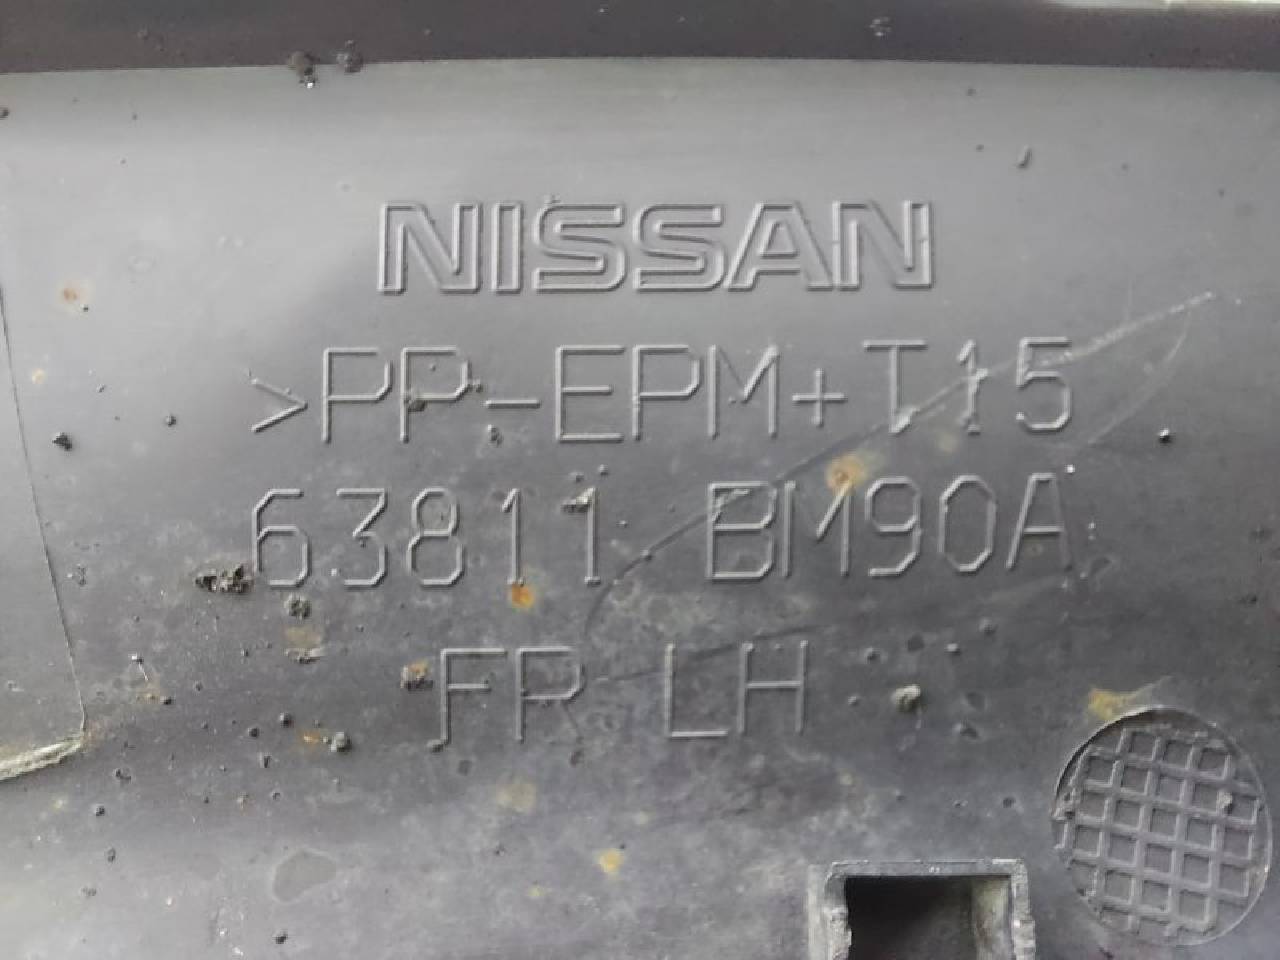 NISSAN
>PP-EPM+T15
63811 BM90A
FR LH